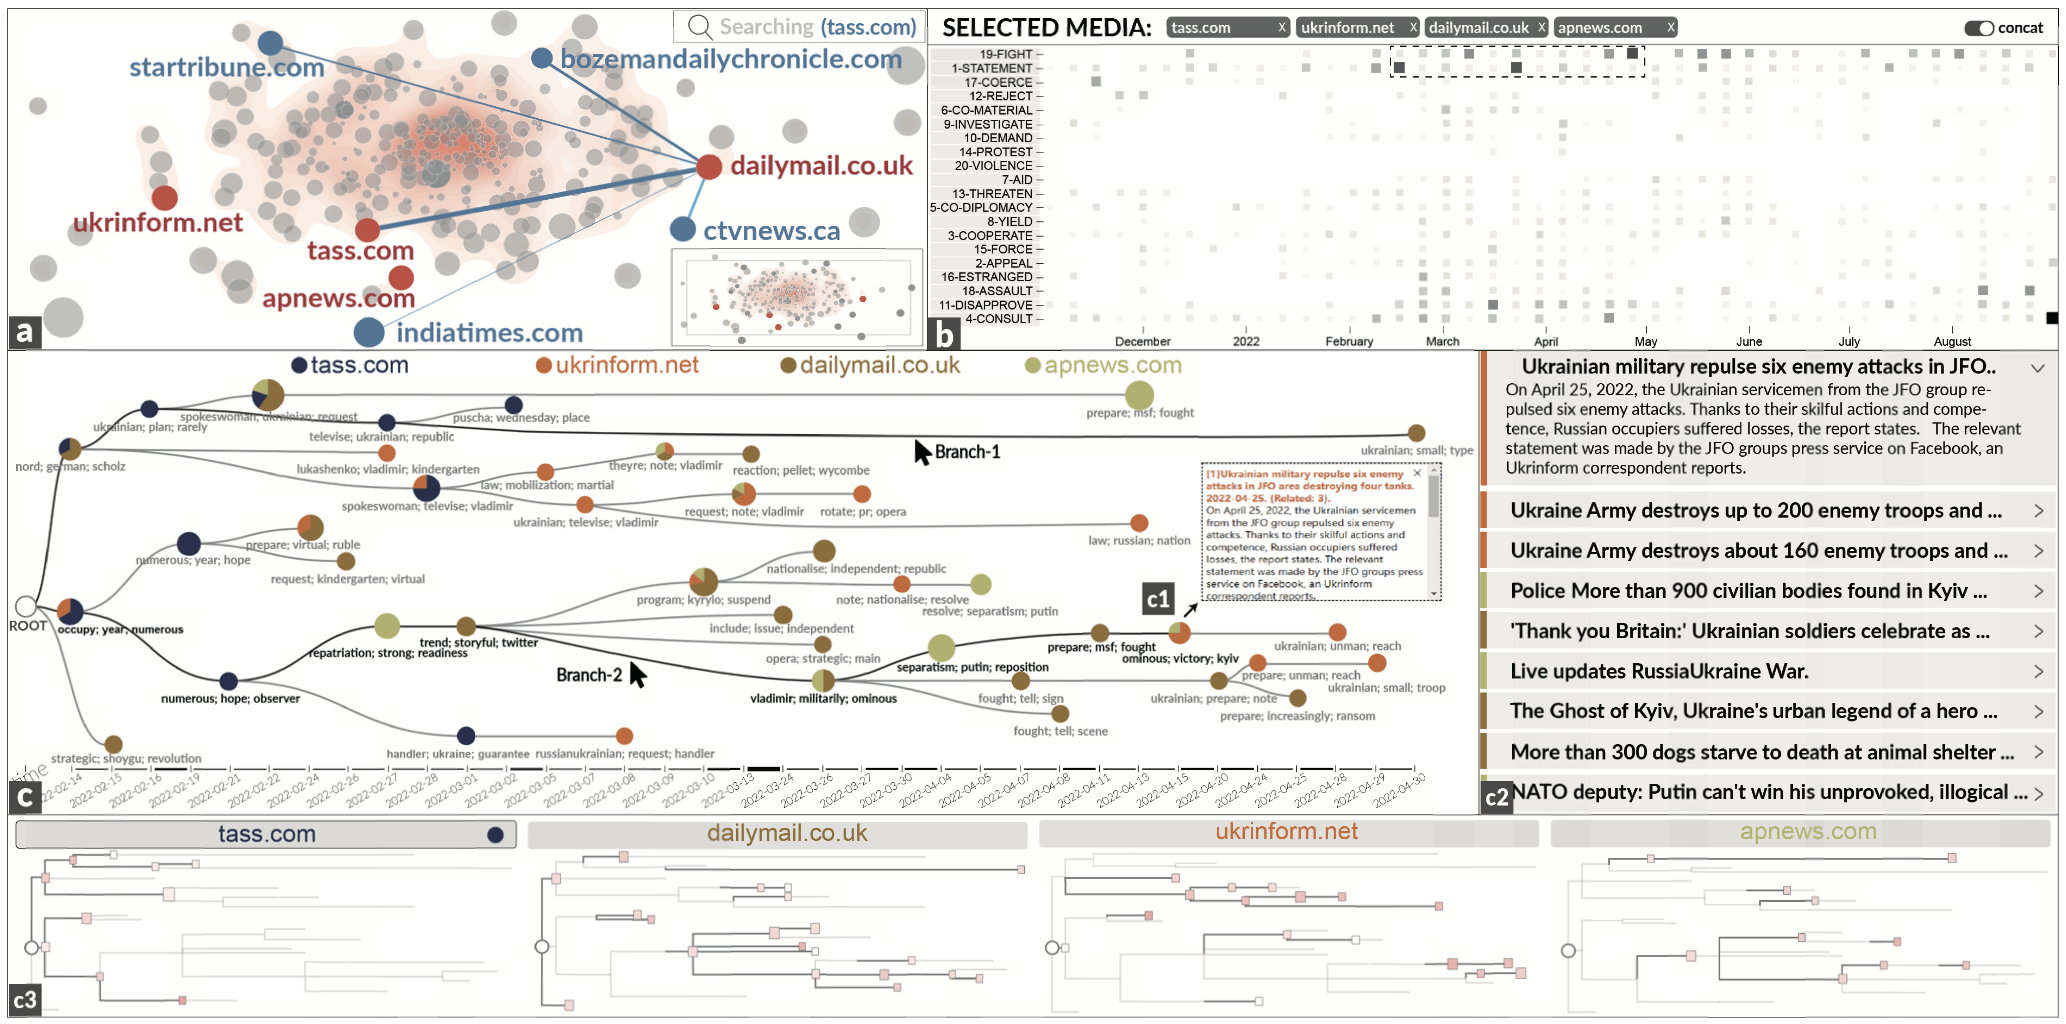 Searching (tass.com)
startribune.com
bozemandailychronicle.com
dailymail.co.uk
ukrinform.net
tass.com
ctvnews.ca
apnews.com
indiatimes.com
a
SELECTED MEDIA: tass.com X ukrinform.net X dailymail.co.uk X apnews.com X concat
19-FIGHT
1-STATEMENT
17-COERCE
12-REJECT
6-CO-MATERIAL
9-INVESTIGATE
10-DEMAND
14-PROTEST
20-VIOLENCE
7-AID
13-THREATEN
5-CO-DIPLOMACY
8-YIELD
3-COOPERATE
15-FORCE
2-APPEAL
16-ESTRANGED
18-ASSAULT
11-DISAPPROVE
4-CONSULT
b
December 2022 February March April May June July August
tass.com ukrinform.net dailymail.co.uk apnews.com
spokeswoman; ukrainian; request
puscha; wednesday; place
prepare; msf; fought
ukrainian; plan; rarely
televise; ukrainian; republic
Branch-1
ukrainian; small; type
nord; german; scholz
lukashenko; vladimir; kindergarten
theyre; note; vladimir
reaction; pellet; wycombe
law; mobilization; martial
spokeswoman; televise; vladimir
request; note; vladimir
rotate; pr; opera
ukrainian; televise; vladimir
law; russian; nation
prepare; virtual; ruble
numerous; year; hope
request; kindergarten; virtual
nationalise; independent; republic
program; kyrylo; suspend
note; nationalise; resolve
resolve; separatism; putin
ROOT
occupy; year; numerous
include; issue; independent
trend; storyful; twitter
repatriation; strong; readiness
opera; strategic; main
prepare; msf; fought
ominous; victory; kyiv
ukrainian; unman; reach
separatism; putin; reposition
Branch-2
prepare; unman; reach
ukrainian; small; troop
numerous; hope; observer
vladimir; militarily; ominous
fought; tell; sign
ukrainian; prepare; note
prepare; increasingly; ransom
fought; tell; scene
handler; ukraine; guarantee
russianukrainian; request; handler
strategic; shoygu; revolution
c1
[1]Ukrainian military repulse six enemy
attacks in JFO area destroying four tanks.
2022-04-25. (Related: 3).
On April 25, 2022, the Ukrainian servicemen
from the JFO group repulsed six enemy
attacks. Thanks to their skilful actions and
competence, Russian occupiers suffered
losses, the report states. The relevant
statement was made by the JFO groups press
service on Facebook, an Ukrinform
correspondent reports.
time
2022-02-14 2022-02-15 2022-02-16 2022-02-19 2022-02-21 2022-02-22 2022-02-24 2022-02-26 2022-02-27 2022-02-28 2022-03-01 2022-03-02 2022-03-05 2022-03-07 2022-03-08 2022-03-09 2022-03-10 2022-03-13 2022-03-24 2022-03-26 2022-03-27 2022-03-30 2022-04-04 2022-04-05 2022-04-07 2022-04-08 2022-04-11 2022-04-13 2022-04-15 2022-04-20 2022-04-24 2022-04-25 2022-04-28 2022-04-29 2022-04-30
c
Ukrainian military repulse six enemy attacks in JFO..
On April 25, 2022, the Ukrainian servicemen from the JFO group re-
pulsed six enemy attacks. Thanks to their skilful actions and compe-
tence, Russian occupiers suffered losses, the report states. The relevant
statement was made by the JFO groups press service on Facebook, an
Ukrinform correspondent reports.
Ukraine Army destroys up to 200 enemy troops and ...
Ukraine Army destroys about 160 enemy troops and ...
Police More than 900 civilian bodies found in Kyiv ...
'Thank you Britain:' Ukrainian soldiers celebrate as ...
Live updates RussiaUkraine War.
The Ghost of Kyiv, Ukraine's urban legend of a hero ...
More than 300 dogs starve to death at animal shelter ...
NATO deputy: Putin can't win his unprovoked, illogical ...
c2
tass.com dailymail.co.uk ukrinform.net apnews.com
c3